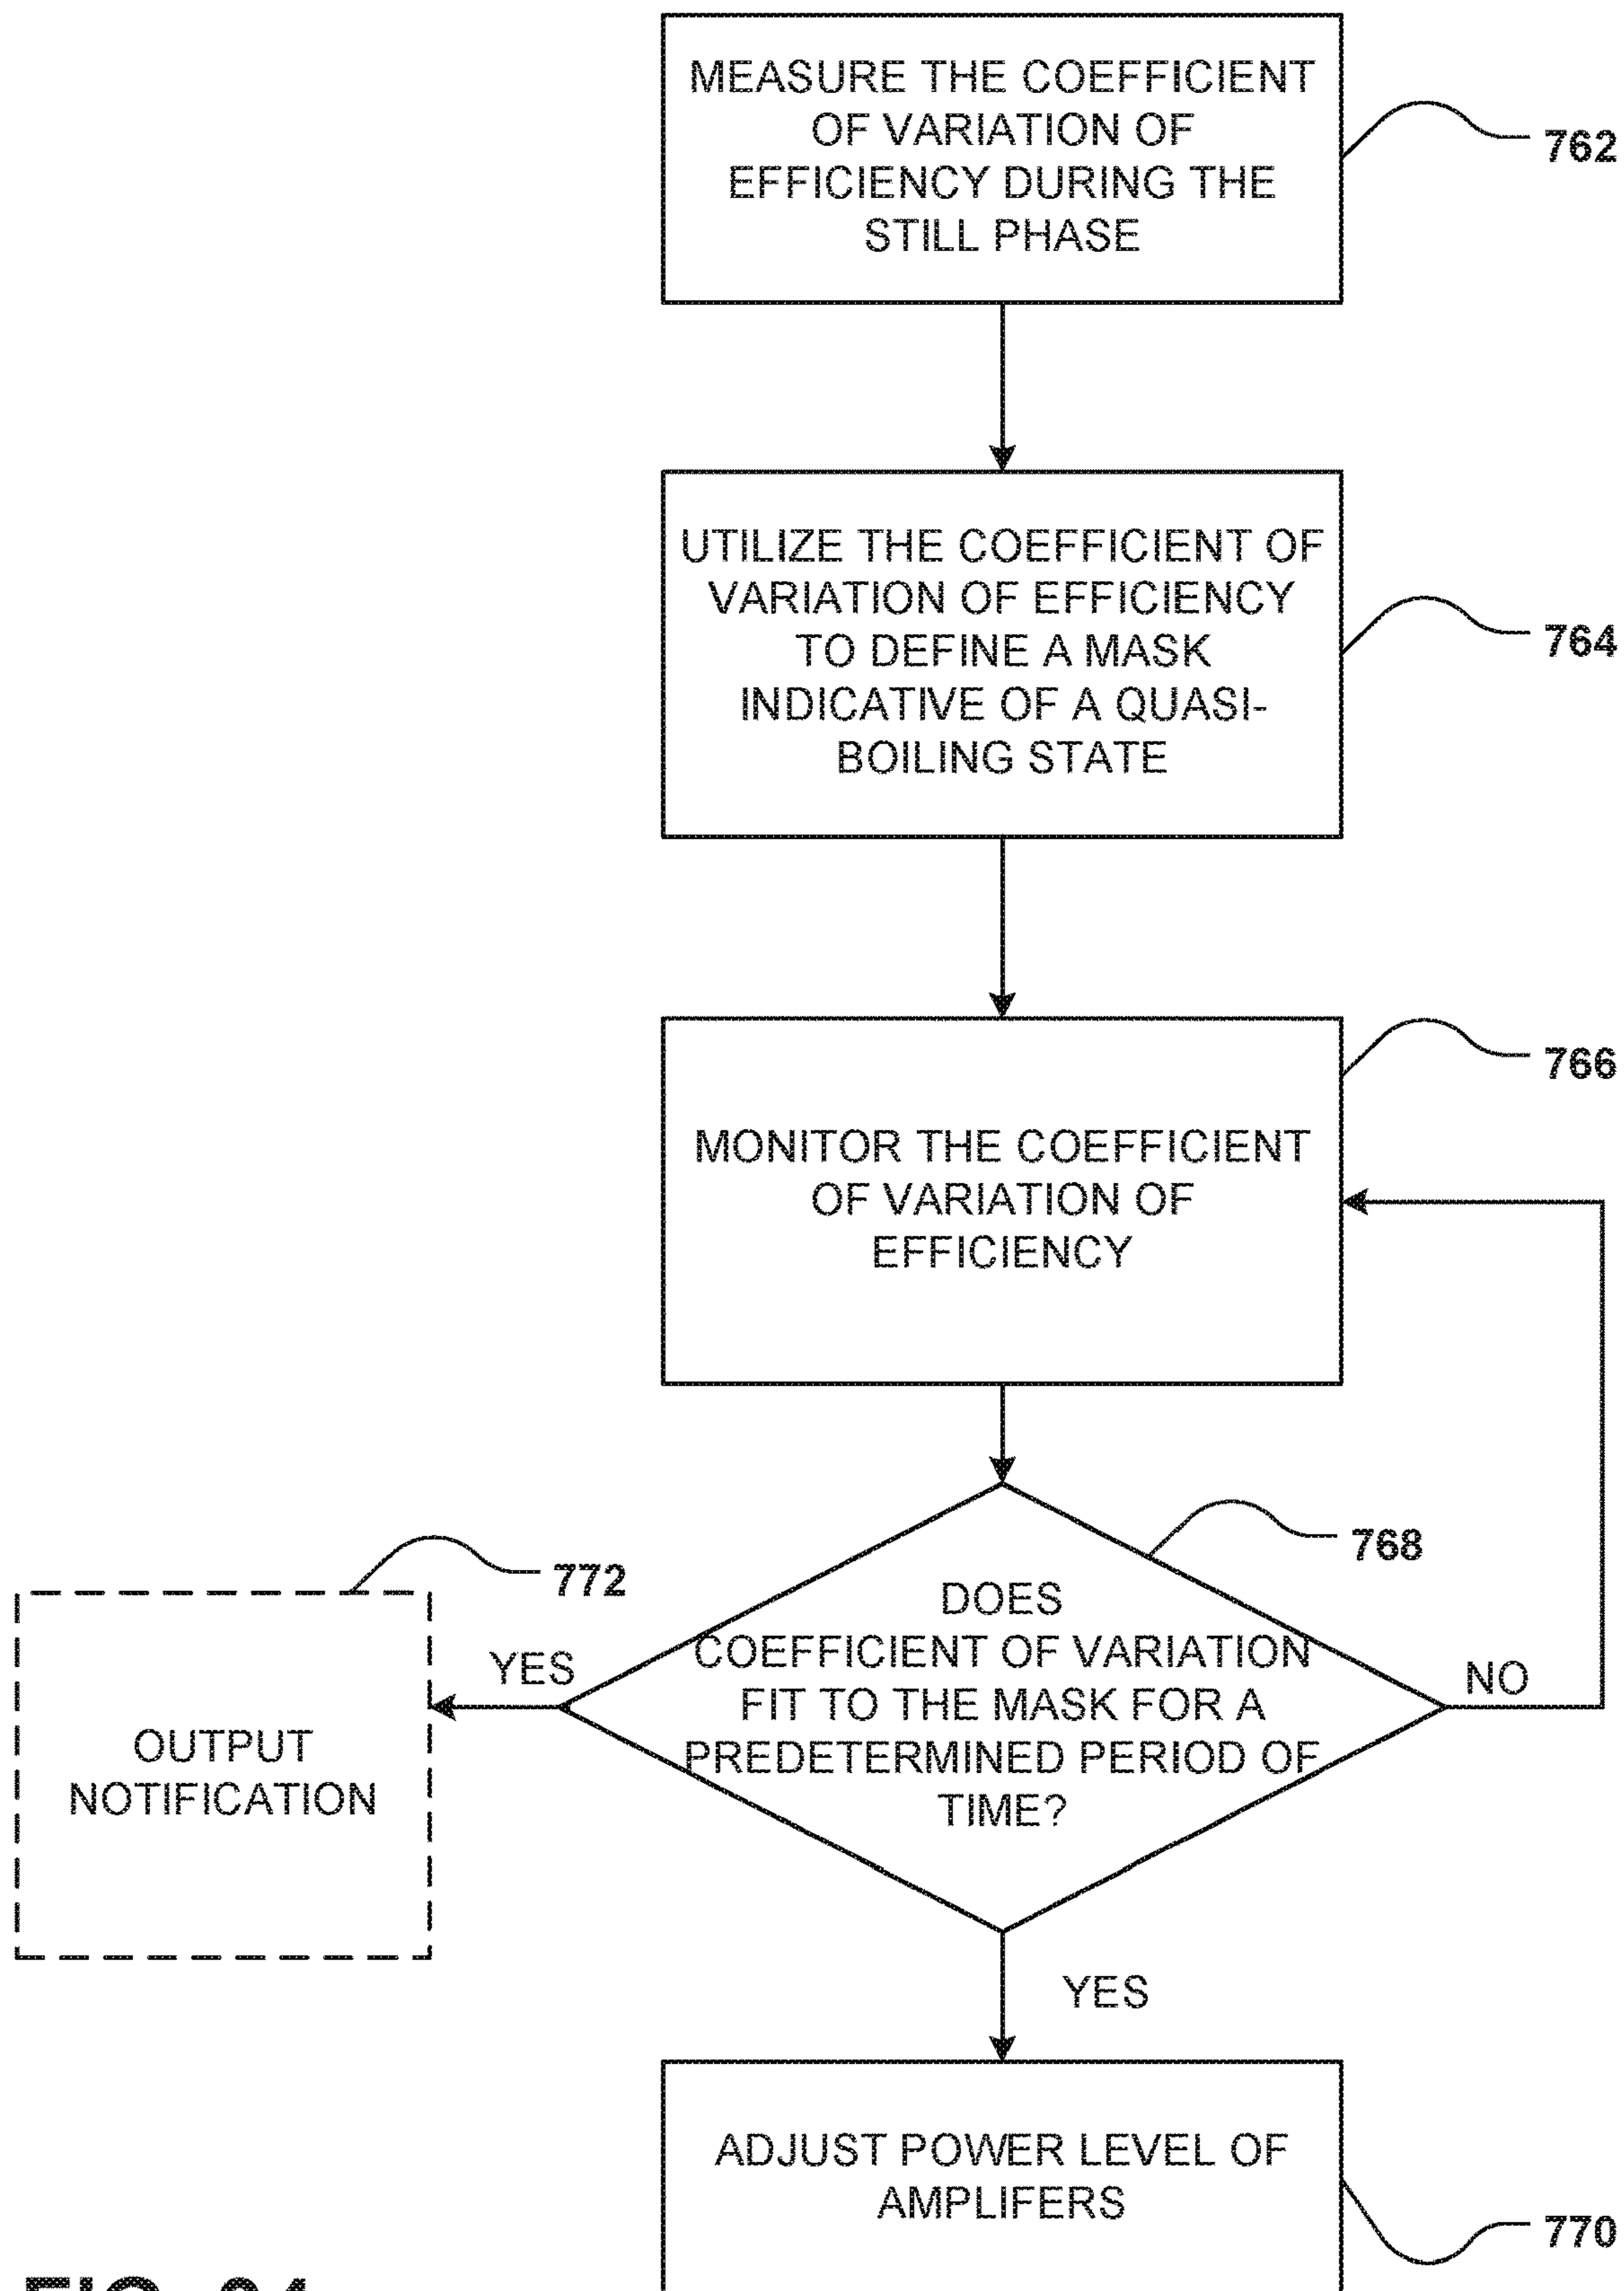 MEASURE THE COEFFICIENT
OF VARIATION OF
EFFICIENCY DURING THE
STILL PHASE
762
UTILIZE THE COEFFICIENT OF
VARIATION OF EFFICIENCY
TO DEFINE A MASK
INDICATIVE OF A QUASI-
BOILING STATE
764
766
MONITOR THE COEFFICIENT
OF VARIATION OF
EFFICIENCY
768
772
DOES
COEFFICIENT OF VARIATION
FIT TO THE MASK FOR A
PREDETERMINED PERIOD OF
TIME?
YES
NO
OUTPUT
NOTIFICATION
YES
ADJUST POWER LEVEL OF
AMPLIFERS
770